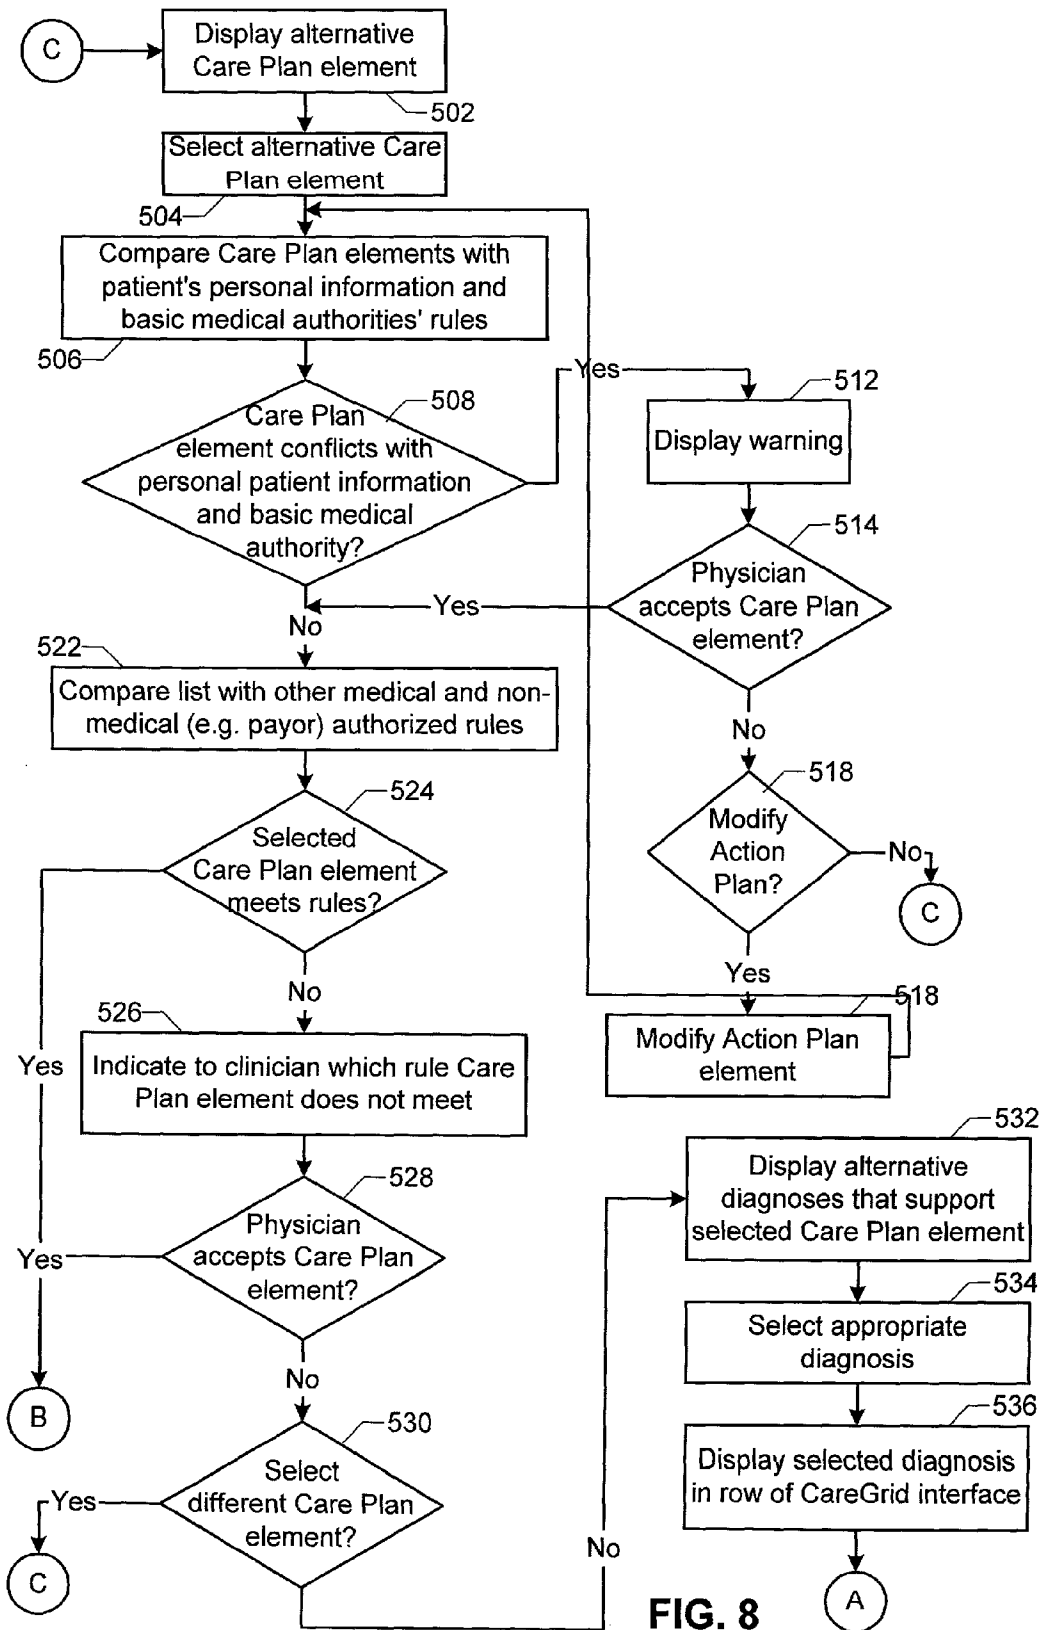 C
Display alternative
Care Plan element
502
Select alternative Care
Plan element
504
Compare Care Plan elements with
patient's personal information and
basic medical authorities' rules
506
Yes
512
508
Care Plan
element conflicts with
personal patient information
and basic medical
authority?
Display warning
514
Physician
accepts Care Plan
element?
Yes
No
522
Compare list with other medical and non-
medical (e.g. payor) authorized rules
No
518
Modify
Action
Plan?
No
C
524
Selected
Care Plan element
meets rules?
Yes
No
518
Modify Action Plan
element
526
Indicate to clinician which rule Care
Plan element does not meet
Yes
532
Display alternative
diagnoses that support
selected Care Plan element
528
Physician
accepts Care Plan
element?
Yes
534
Select appropriate
diagnosis
No
B
536
Display selected diagnosis
in row of CareGrid interface
530
Select
different Care Plan
element?
Yes
C
No
A
FIG. 8